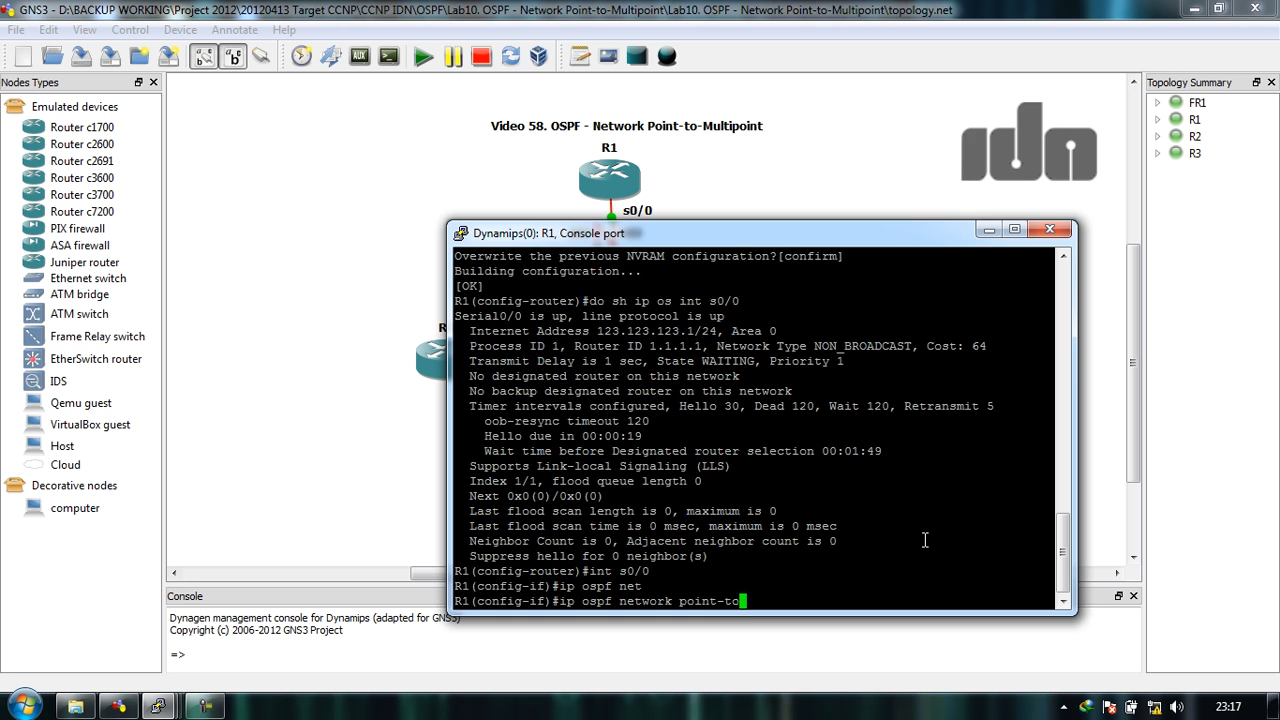 GNS3 - D:\BACKUP WORKING\Project 2012\20120413 Target CCNP\CCNP IDN\OSPF\Lab10. OSPF - Network Point-to-Multipoint\Lab10. OSPF - Network Point-to-Multipoint\topology.net
File Edit View Control Device Annotate Help
Nodes Types
Emulated devices
Router c1700
Router c2600
Router c2691
Router c3600
Router c3700
Router c7200
PIX firewall
ASA firewall
Juniper router
Ethernet switch
ATM bridge
ATM switch
Frame Relay switch
EtherSwitch router
IDS
Qemu guest
VirtualBox guest
Host
Cloud
Decorative nodes
computer
Video 58. OSPF - Network Point-to-Multipoint
R1
s0/0
idn
R
Topology Summary
FR1
R1
R2
R3
Dynamips(0): R1, Console port
Overwrite the previous NVRAM configuration?[confirm]
Building configuration...
[OK]
R1(config-router)#do sh ip os int s0/0
Serial0/0 is up, line protocol is up
Internet Address 123.123.123.1/24, Area 0
Process ID 1, Router ID 1.1.1.1, Network Type NON_BROADCAST, Cost: 64
Transmit Delay is 1 sec, State WAITING, Priority 1
No designated router on this network
No backup designated router on this network
Timer intervals configured, Hello 30, Dead 120, Wait 120, Retransmit 5
oob-resync timeout 120
Hello due in 00:00:19
Wait time before Designated router selection 00:01:49
Supports Link-local Signaling (LLS)
Index 1/1, flood queue length 0
Next 0x0(0)/0x0(0)
Last flood scan length is 0, maximum is 0
Last flood scan time is 0 msec, maximum is 0 msec
Neighbor Count is 0, Adjacent neighbor count is 0
Suppress hello for 0 neighbor(s)
R1(config-router)#int s0/0
R1(config-if)#ip ospf net
R1(config-if)#ip ospf network point-to
Console
Dynagen management console for Dynamips (adapted for GNS3)
Copyright (c) 2006-2012 GNS3 Project
=>
23:17